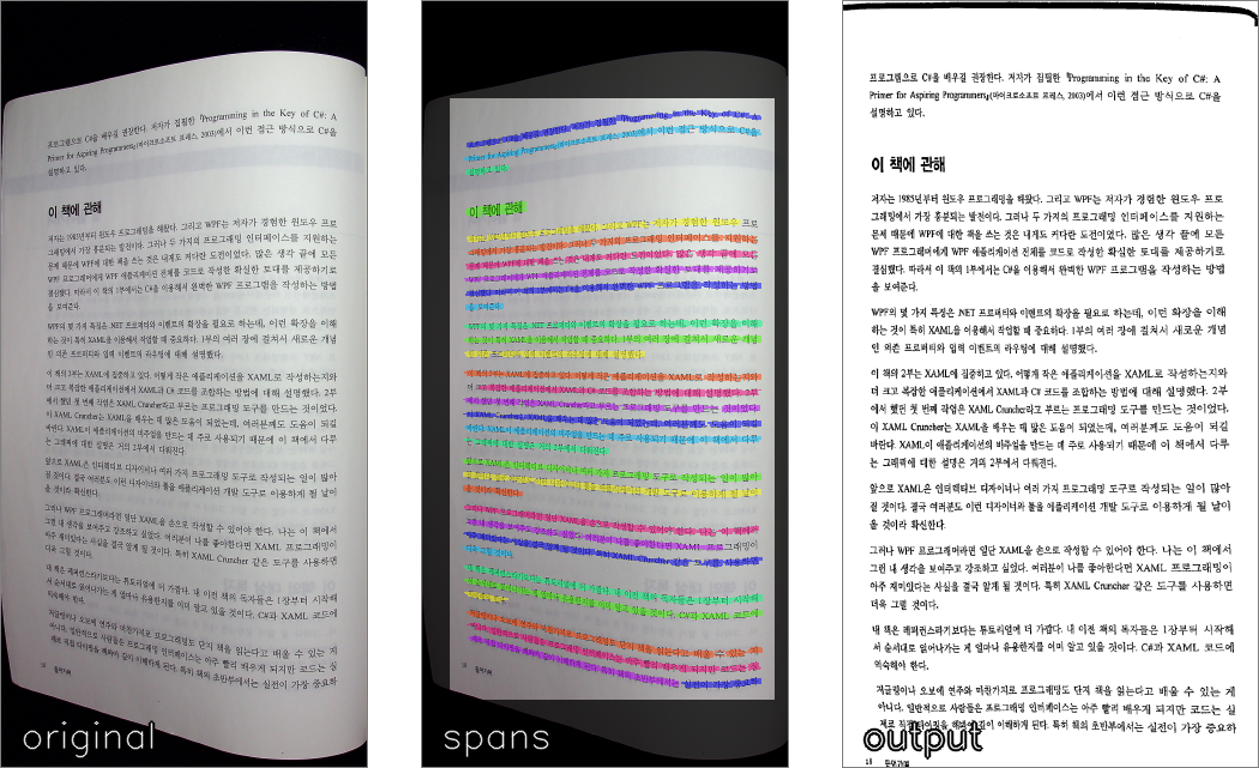 프로그램으로 C#을 배우길 권장한다. 저자가 집필한 『Programming in the Key of C#: A
Primer for Aspiring Programmers』(마이크로소프트 프레스, 2003)에서 이런 접근 방식으로 C#을
설명하고 있다.
이 책에 관해
저자는 1985년부터 윈도우 프로그래밍을 해왔다. 그리고 WPF는 저자가 경험한 윈도우 프로
그래밍에서 가장 흥분되는 발전이다. 그러나 두 가지의 프로그래밍 인터페이스를 지원하는
문제 때문에 WPF에 대한 책을 쓰는 것은 내게도 커다란 도전이었다. 많은 생각 끝에 모든
WPF 프로그래머에게 WPF 애플리케이션 전체를 코드로 작성한 확실한 토대를 제공하기로
결심했다. 따라서 이 책의 1부에서는 C#을 이용해서 완벽한 WPF 프로그램을 작성하는 방법
을 보여준다.
WPF의 몇 가지 특징은 .NET 프로퍼티와 이벤트의 확장을 필요로 하는데, 이런 확장을 이해
하는 것이 특히 XAML을 이용해서 작업할 때 중요하다. 1부의 여러 장에 걸쳐서 새로운 개념
인 의존 프로퍼티와 입력 이벤트의 라우팅에 대해 설명했다.
이 책의 2부는 XAML에 집중하고 있다. 어떻게 작은 애플리케이션을 XAML로 작성하는지와
더 크고 복잡한 애플리케이션에서 XAML과 C# 코드를 조합하는 방법에 대해 설명했다. 2부
에서 했던 첫 번째 작업은 XAML Cruncher라고 부르는 프로그래밍 도구를 만드는 것이었다.
이 XAML Cruncher는 XAML을 배우는 데 많은 도움이 되었는데, 여러분께도 도움이 되길
바란다. XAML이 애플리케이션의 비주얼을 만드는 데 주로 사용되기 때문에 이 책에서 다루
는 그래픽에 대한 설명은 거의 2부에서 다뤄진다.
앞으로 XAML은 인터랙티브 디자이너나 여러 가지 프로그래밍 도구로 작성되는 일이 많아
질 것이다. 결국 여러분도 이런 디자이너와 툴을 애플리케이션 개발 도구로 이용하게 될 날이
올 것이라 확신한다.
그러나 WPF 프로그래머라면 일단 XAML을 손으로 작성할 수 있어야 한다. 나는 이 책에서
그런 내 생각을 보여주고 강조하고 싶었다. 여러분이 나를 좋아한다면 XAML 프로그래밍이
아주 재미있다는 사실을 결국 알게 될 것이다. 특히 XAML Cruncher 같은 도구를 사용하면
더욱 그럴 것이다.
내 책은 레퍼런스라기보다는 튜토리얼에 더 가깝다. 내 이전 책의 독자들은 1장부터 시작해
서 순서대로 읽어나가는 게 얼마나 유용한지를 이미 알고 있을 것이다. C#과 XAML 코드에
익숙해야 한다.
저글링이나 오보에 연주와 마찬가지로 프로그래밍도 단지 책을 읽는다고 배울 수 있는 게
아니다. 일반적으로 사람들은 프로그래밍 인터페이스는 아주 빨리 배우게 되지만 코드는 실
제로 직접 타이핑을 해봐야 깊이 이해하게 된다. 특히 책의 초반부에서는 실전이 가장 중요하
18
original
spans
output